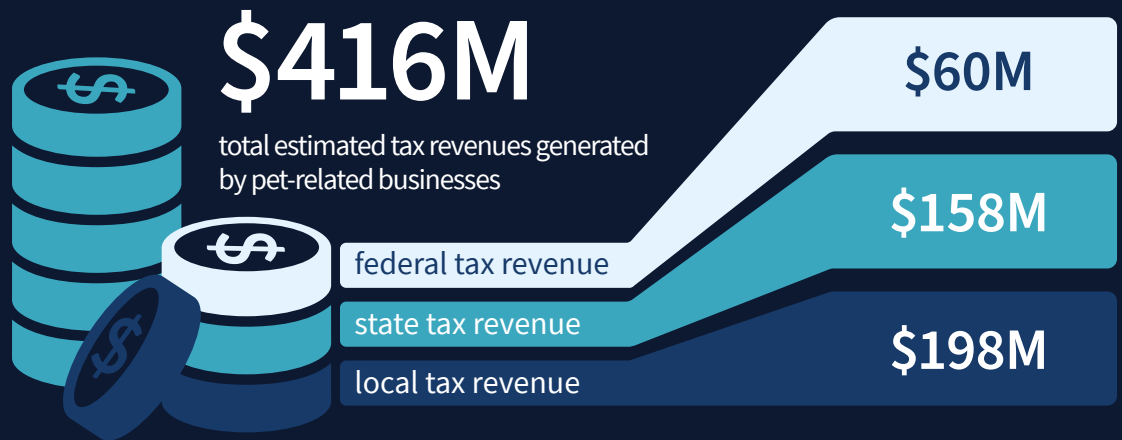 $416M
total estimated tax revenues generated
by pet-related businesses
federal tax revenue
$60M
state tax revenue
$158M
local tax revenue
$198M